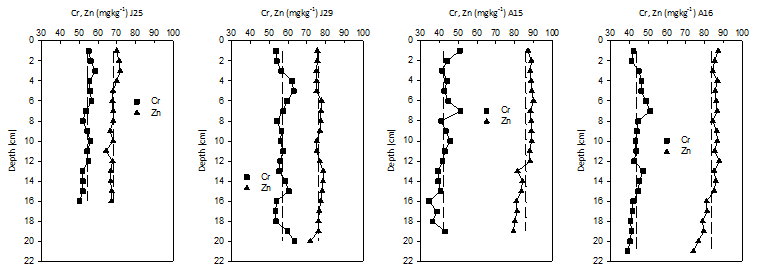 Cr, Zn (mgkg-1) J25
30 40 50 60 70 80 90 100
0
2
4
6
8
10
12
14
16
18
20
22
Depth |cm|
Cr
Zn
Cr, Zn (mgkg-1) J29
30 40 50 60 70 80 90 100
0
2
4
6
8
10
12
14
16
18
20
22
Depth |cm|
Cr
Zn
Cr, Zn (mgkg-1) A15
30 40 50 60 70 80 90 100
0
2
4
6
8
10
12
14
16
18
20
22
Depth |cm|
Cr
Zn
Cr, Zn (mgkg-1) A16
30 40 50 60 70 80 90 100
0
2
4
6
8
10
12
14
16
18
20
22
Depth |cm|
Cr
Zn